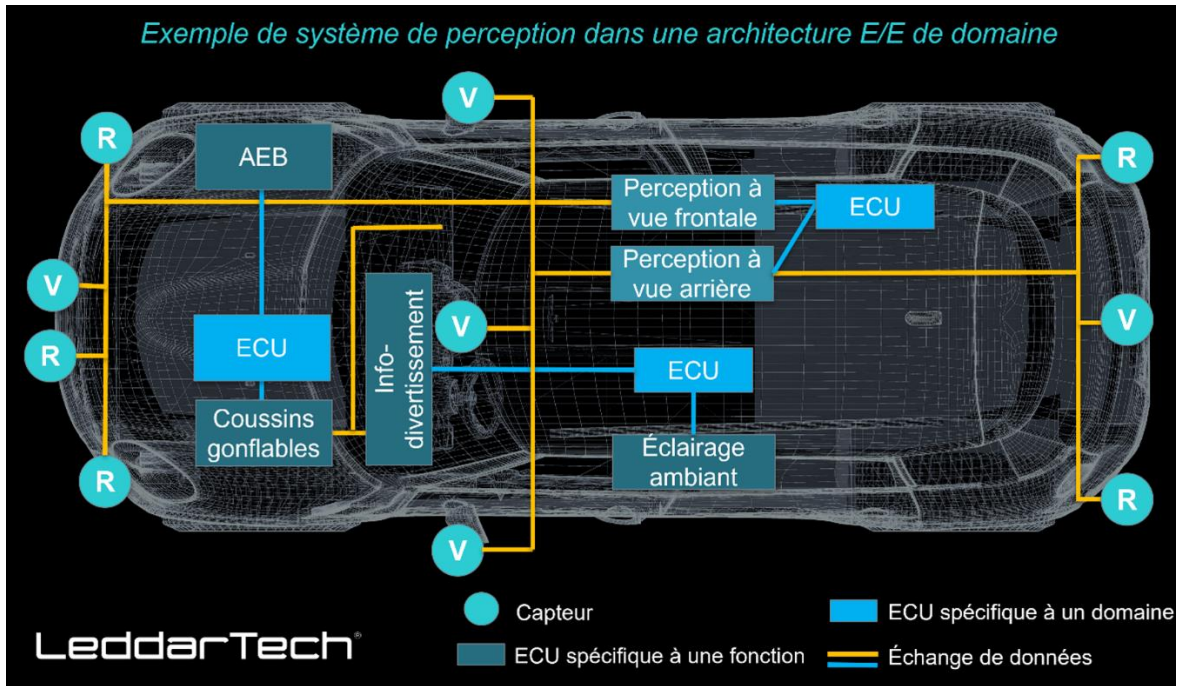 Exemple de système de perception dans une architecture E/E de domaine
V
R
AEB
R
Perception à
vue frontale
ECU
Perception à
vue arrière
V
V
V
ECU
R
Info-
divertissement
ECU
Coussins
gonflables
Éclairage
ambiant
R
R
V
Capteur
ECU spécifique à un domaine
LeddarTech®
ECU spécifique à une fonction
Échange de données